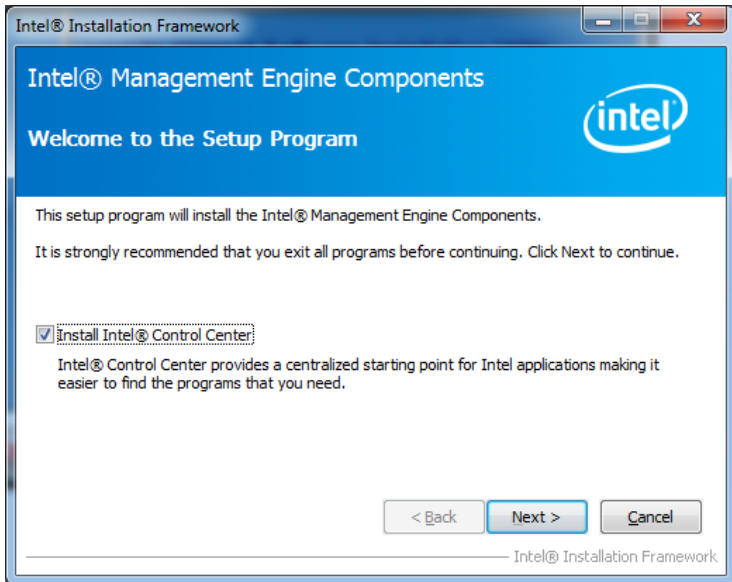 Intel® Installation Framework
Intel® Management Engine Components
intel
Welcome to the Setup Program
This setup program will install the Intel® Management Engine Components.
It is strongly recommended that you exit all programs before continuing. Click Next to continue.
Install Intel® Control Center
Intel® Control Center provides a centralized starting point for Intel applications making it
easier to find the programs that you need.
< Back
Next >
Cancel
Intel® Installation Framework